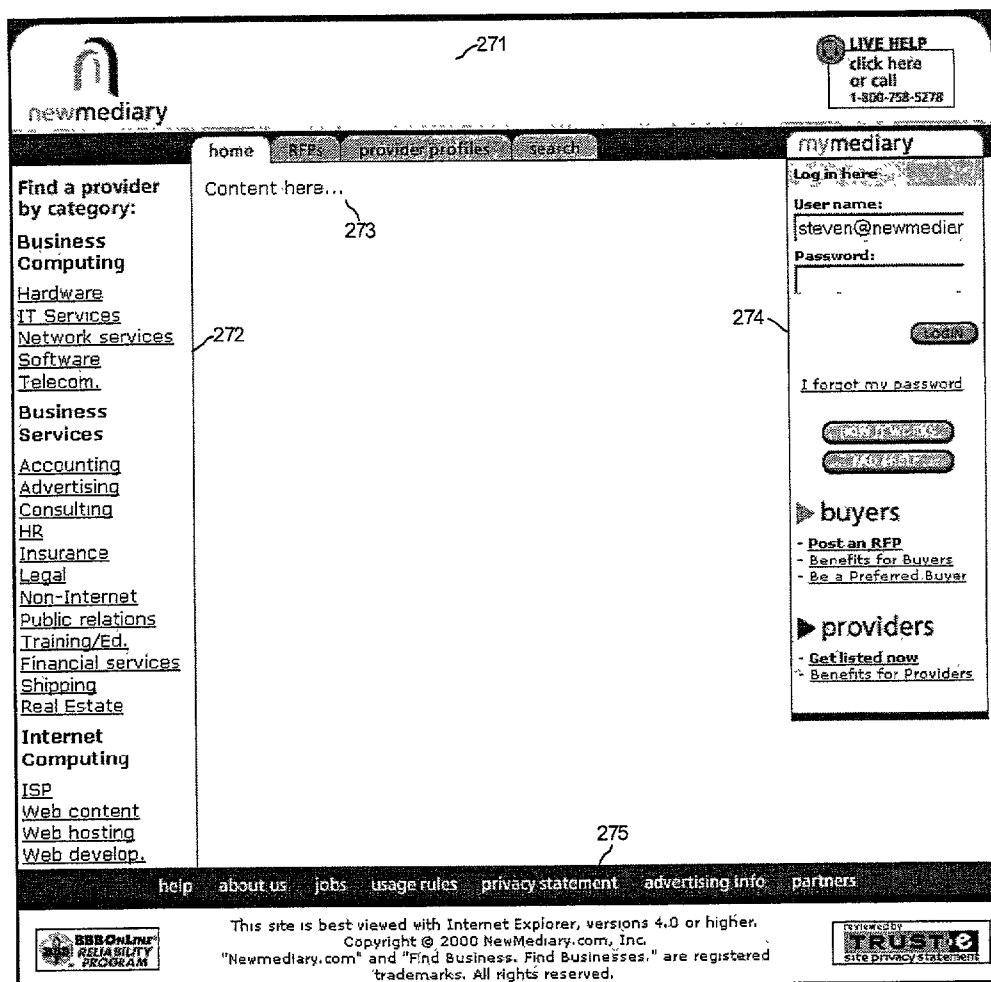 271
LIVE HELP
click here
or call
1-800-758-5278
newmediary
home RFPs provider profiles search
mymediary
Find a provider
by category:
Business
Computing
Hardware
IT Services
Network services
Software
Telecom.
Business
Services
Accounting
Advertising
Consulting
HR
Insurance
Legal
Non-Internet
Public relations
Training/Ed.
Financial services
Shipping
Real Estate
Internet
Computing
ISP
Web content
Web hosting
Web develop.
272
Content here...
273
274
Log in here
User name:
steven@newmediar
Password:
LOGIN
I forgot my password
HOW IT WORKS
buyers
- Post an RFP
- Benefits for Buyers
- Be a Preferred Buyer
providers
- Get listed now
- Benefits for Providers
275
help about us jobs usage rules privacy statement advertising info partners
BBBOnLine
RELIABILITY
PROGRAM
This site is best viewed with Internet Explorer, versions 4.0 or higher.
Copyright © 2000 NewMediary.com, Inc.
"Newmediary.com" and "Find Business. Find Businesses." are registered
trademarks. All rights reserved.
reviewed by
TRUSTe
site privacy statement